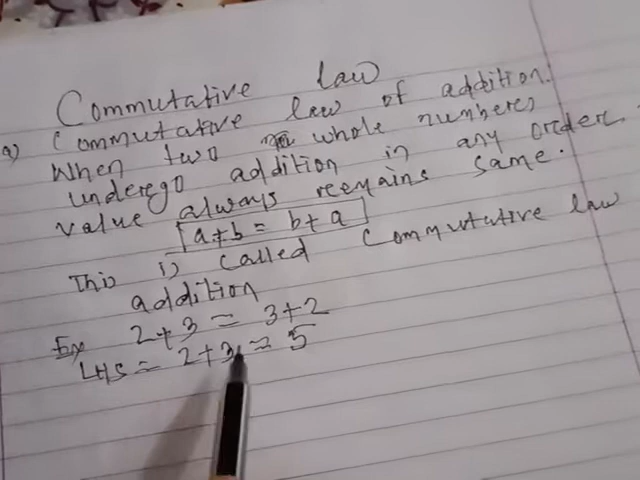 Commutative law
a) Commutative law of addition.
When two whole numbers
undergo addition in any order.
value always remains same.
[a+b = b+a]
This is called Commutative law
addition
Ex 2+3 = 3+2
LHS = 2+3 = 5